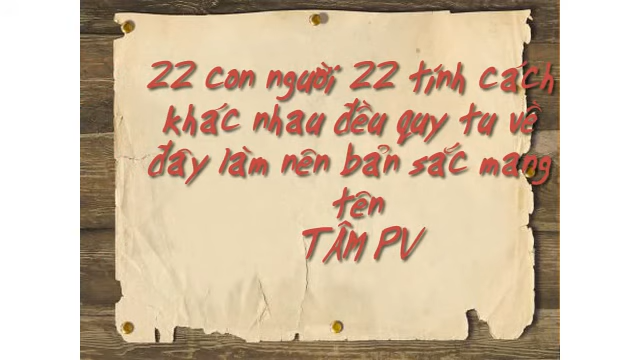 22 con người, 22 tính cách
khác nhau đều quy tu về
đây làm nên bản sắc mang
tên
TÂM PV